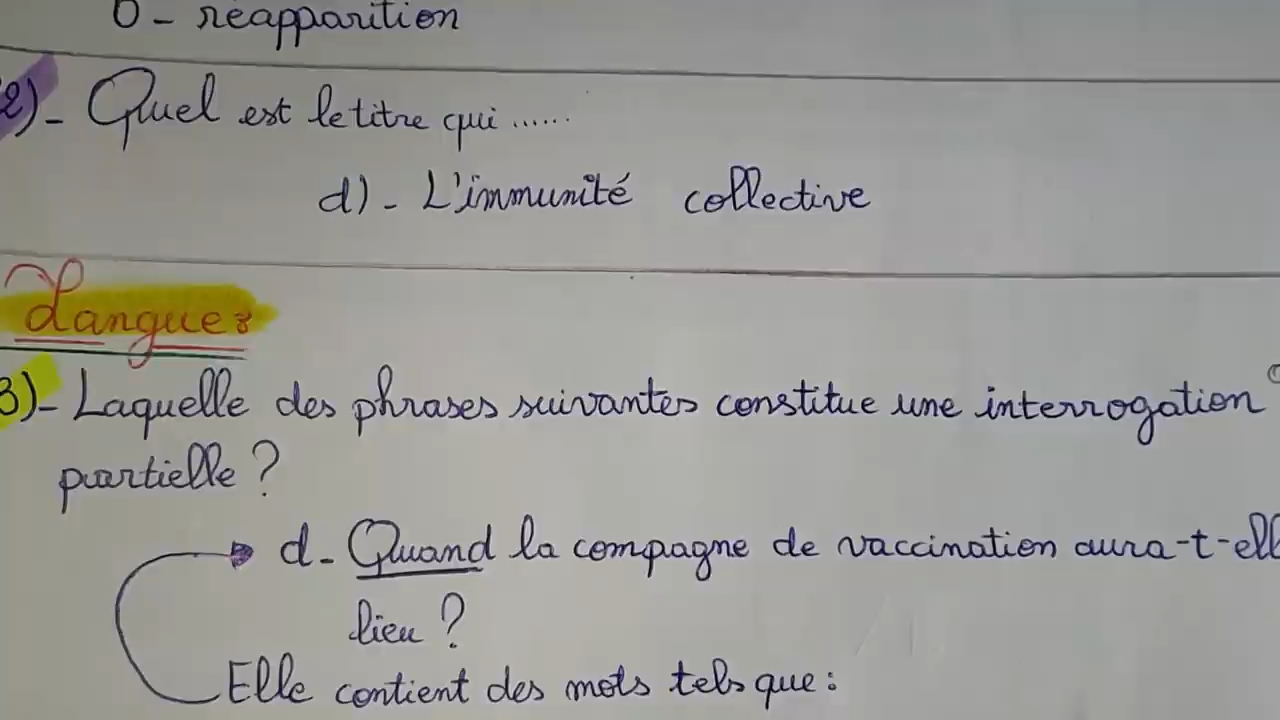 b - réapparition
2) - Quel est le titre qui ......
d) - L'immunité collective
Langue :
3) - Laquelle des phrases suivantes constitue une interrogation
partielle ?
d - Quand la compagne de vaccination aura-t-ell
lieu ?
Elle contient des mots tels que :